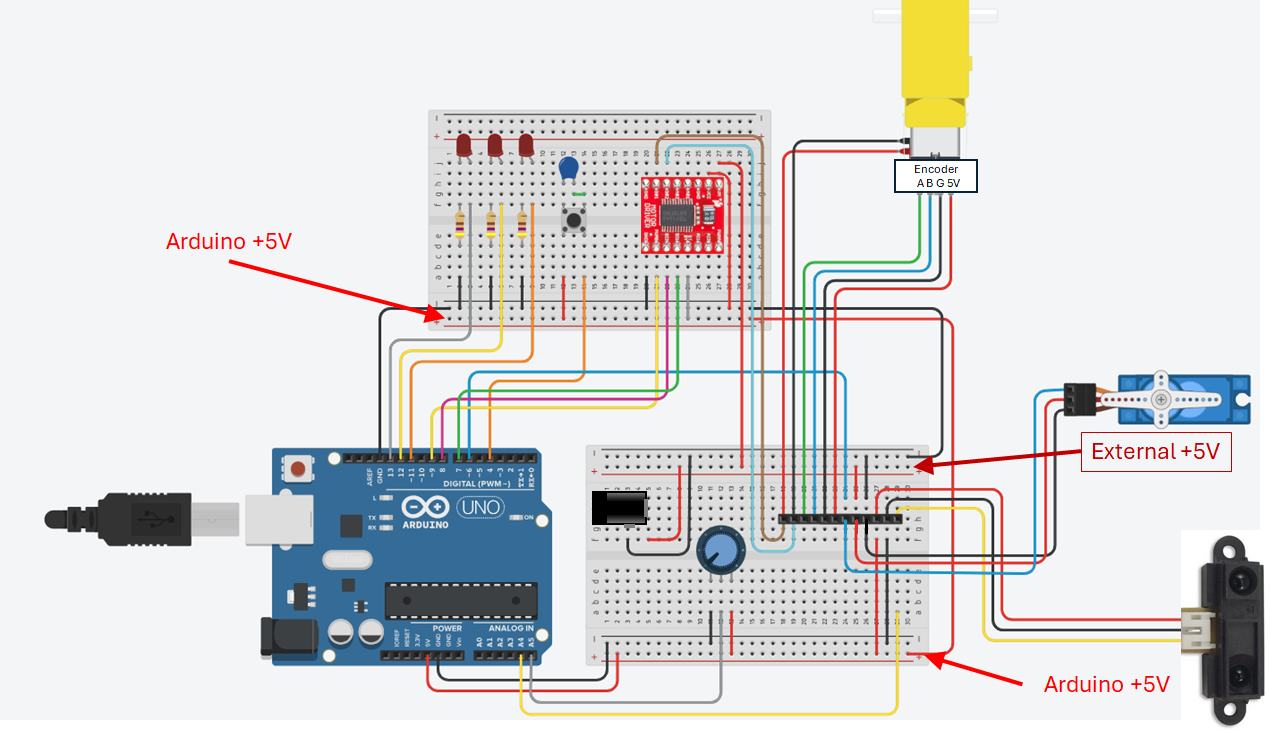 Encoder
A B G 5V
Arduino +5V
MOTOR
DRIVER
External +5V
AREF
GND
13
12
~11
~10
~9
8
7
~6
~5
4
~3
2
TX→1
RX←0
DIGITAL (PWM~)
L
TX
RX
ARDUINO
UNO
ON
POWER
ANALOG IN
IOREF
RESET
3.3V
5V
GND
GND
Vin
A0
A1
A2
A3
A4
A5
Arduino +5V